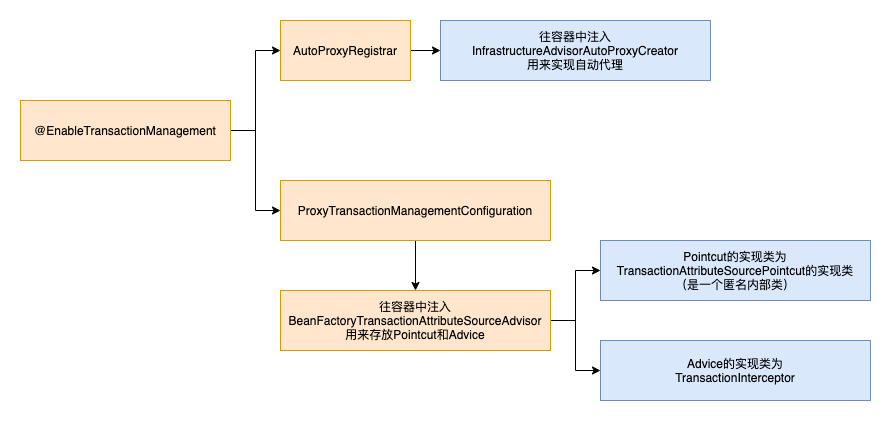 AutoProxyRegistrar
往容器中注入
InfrastructureAdvisorAutoProxyCreator
用来实现自动代理
@EnableTransactionManagement
ProxyTransactionManagementConfiguration
往容器中注入
BeanFactoryTransactionAttributeSourceAdvisor
用来存放Pointcut和Advice
Pointcut的实现类为
TransactionAttributeSourcePointcut的实现类
（是一个匿名内部类）
Advice的实现类为
TransactionInterceptor